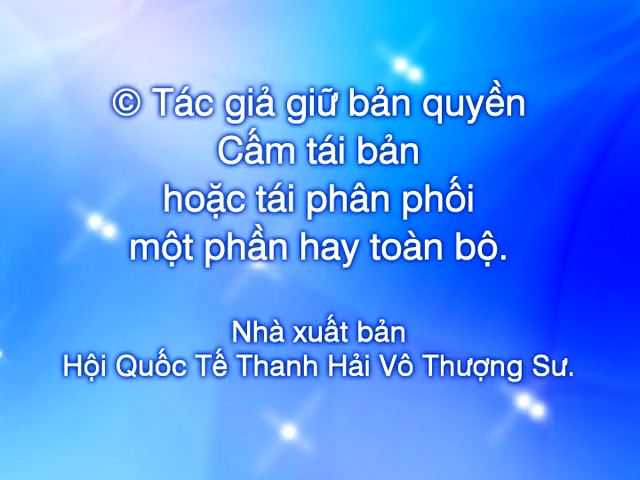 © Tác giả giữ bản quyền
Cấm tái bản
hoặc tái phân phối
một phần hay toàn bộ.
Nhà xuất bản
Hội Quốc Tế Thanh Hải Vô Thượng Sư.